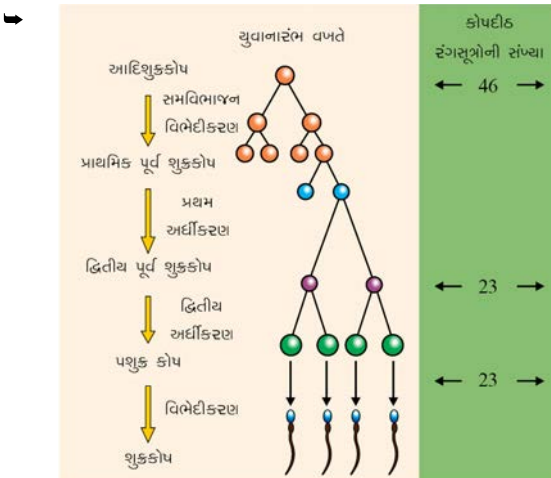 યુવાનારંભ વખતે
કોષદીઠ
રંગસૂત્રોની સંખ્યા
આદિશુક્રકોષ
← 46 →
સમવિભાજન
વિભેદીકરણ
પ્રાથમિક પૂર્વ શુક્રકોષ
પ્રથમ
અર્ધીકરણ
દ્વિતીય પૂર્વ શુક્રકોષ
← 23 →
દ્વિતીય
અર્ધીકરણ
પશુક્ર કોષ
← 23 →
વિભેદીકરણ
શુક્રકોષ